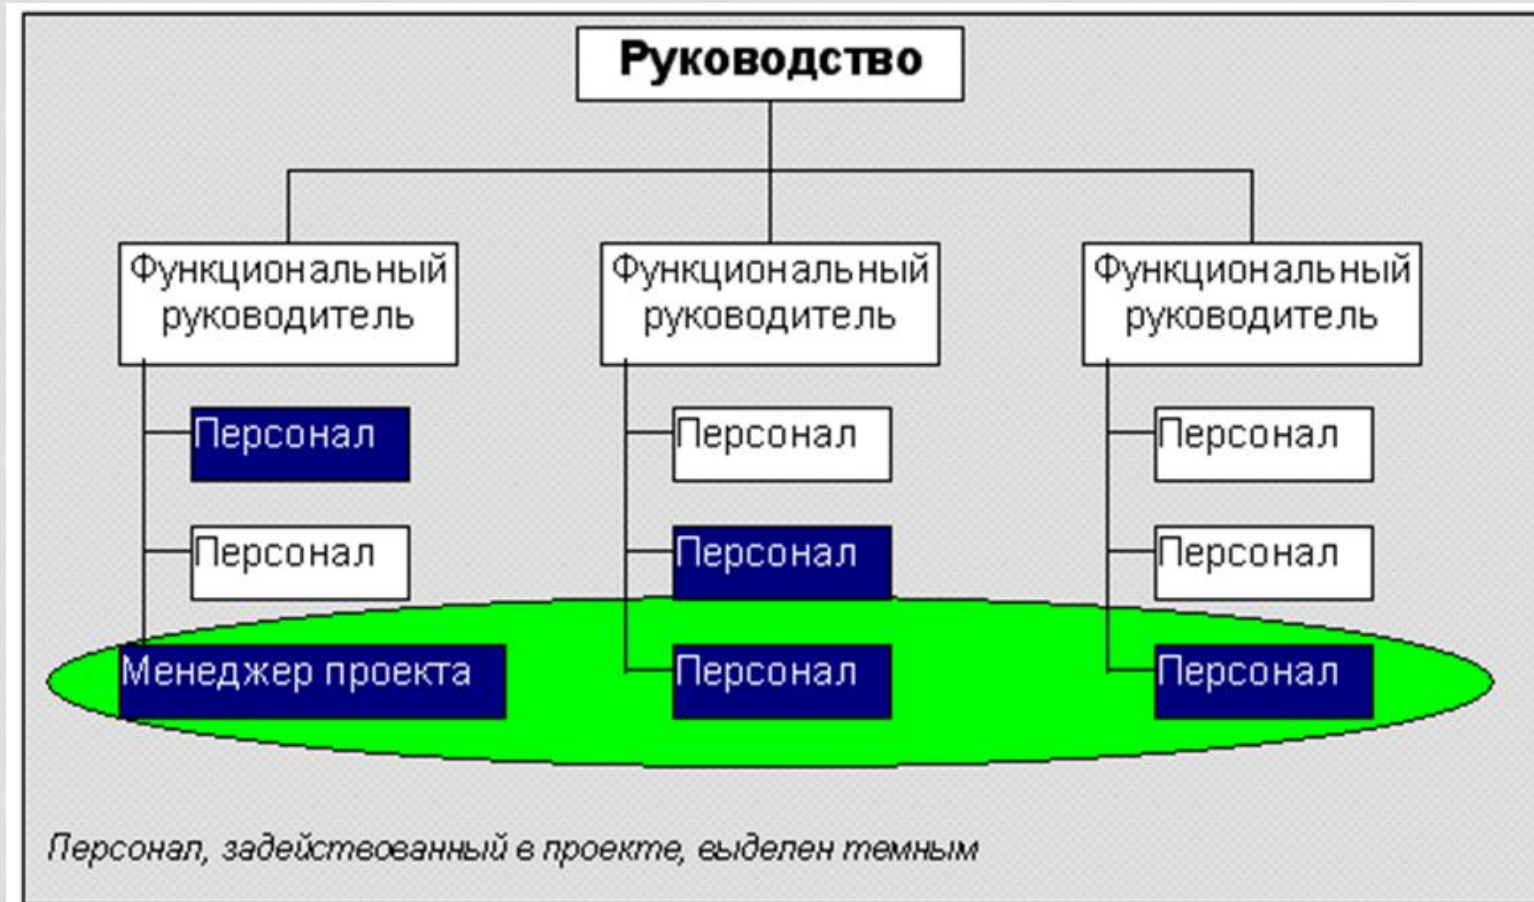 Руководство
Функциональный
руководитель
Функциональный
руководитель
Функциональный
руководитель
Персонал
Персонал
Персонал
Персонал
Персонал
Персонал
Менеджер проекта
Персонал
Персонал
Персонал, задействованный в проекте, выделен темным